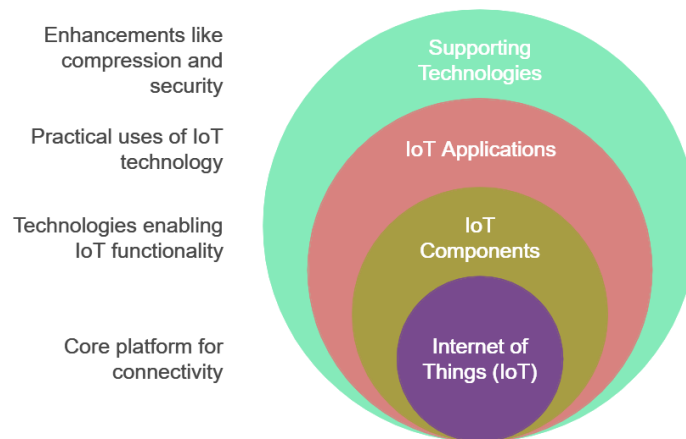 Enhancements like
compression and
security
Supporting
Technologies
Practical uses of IoT
technology
IoT Applications
Technologies enabling
IoT functionality
IoT
Components
Core platform for
connectivity
Internet of
Things (IoT)